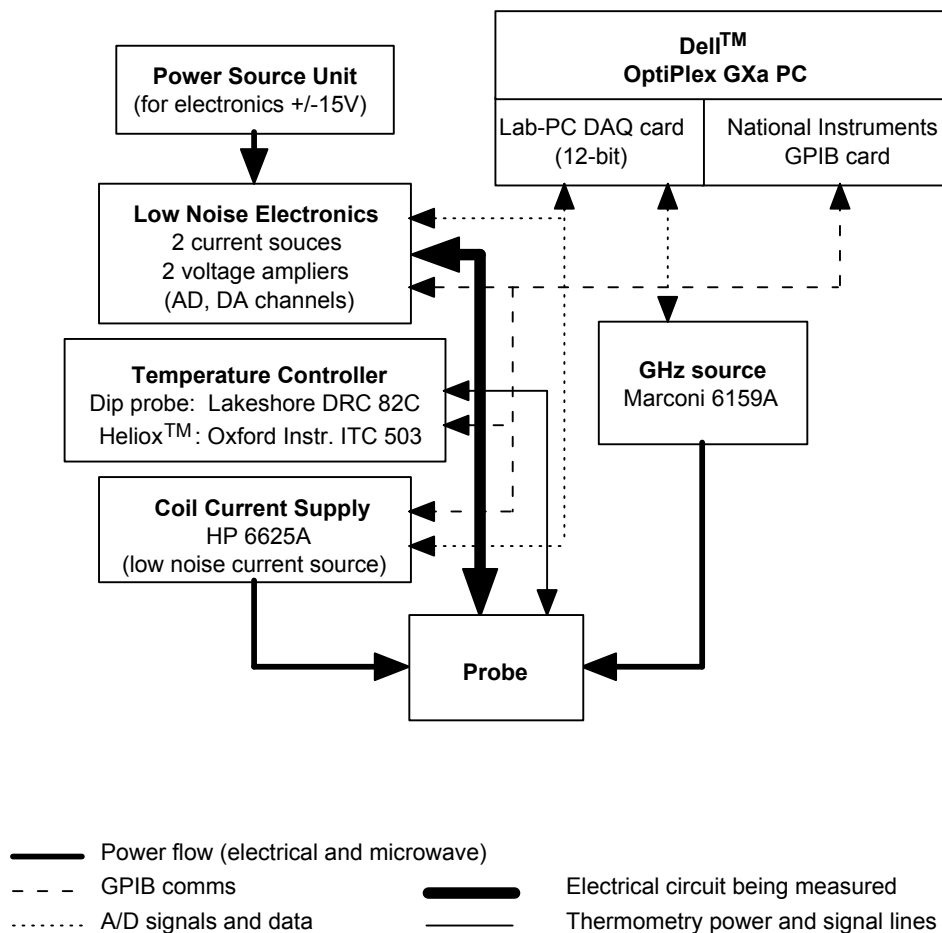 Power Source Unit
(for electronics +/-15V)
Dell™
OptiPlex GXa PC
Lab-PC DAQ card
(12-bit)
National Instruments
GPIB card
Low Noise Electronics
2 current souces
2 voltage ampliers
(AD, DA channels)
Temperature Controller
Dip probe: Lakeshore DRC 82C
Heliox™: Oxford Instr. ITC 503
GHz source
Marconi 6159A
Coil Current Supply
HP 6625A
(low noise current source)
Probe
Power flow (electrical and microwave)
GPIB comms
A/D signals and data
Electrical circuit being measured
Thermometry power and signal lines